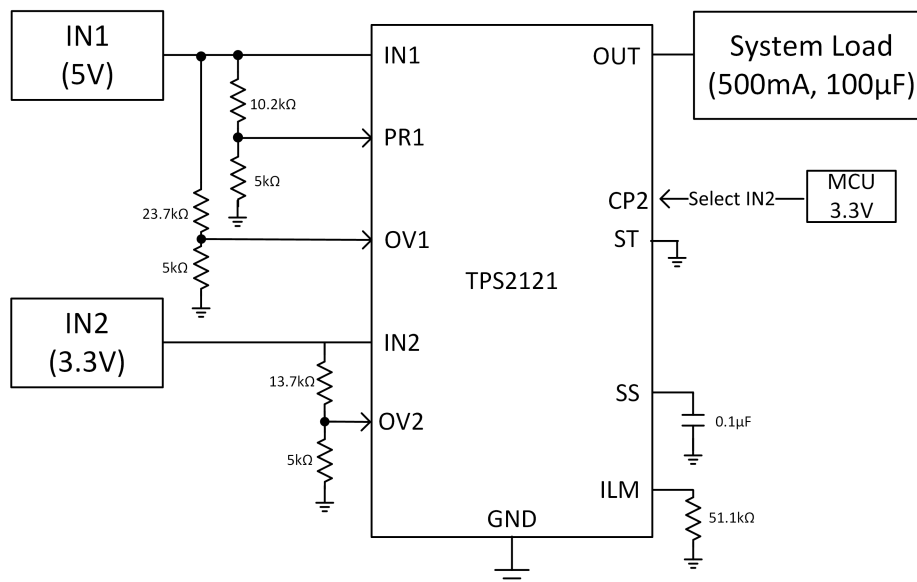 IN1
(5V)
10.2kΩ
5kΩ
23.7kΩ
5kΩ
IN2
(3.3V)
13.7kΩ
5kΩ
IN1
PR1
OV1
IN2
OV2
TPS2121
GND
OUT
CP2
ST
SS
ILM
System Load
(500mA, 100µF)
Select IN2
MCU
3.3V
0.1µF
51.1kΩ